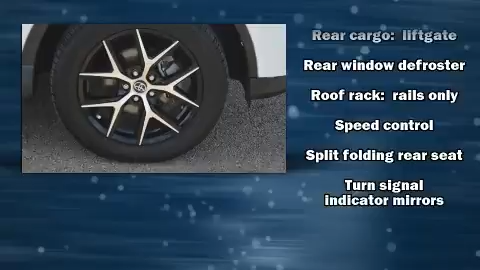 Rear cargo:  liftgate
Rear window defroster
Roof rack:  rails only
Speed control
Split folding rear seat
Turn signal
indicator mirrors